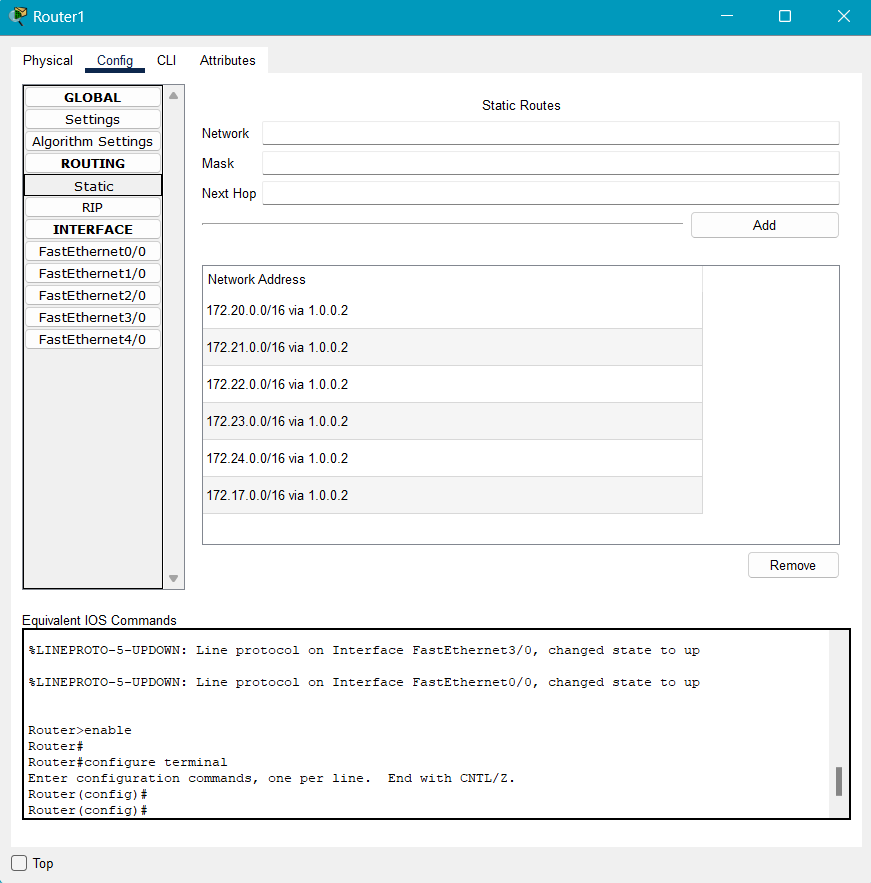 Router1
Physical Config CLI Attributes
GLOBAL
Settings
Algorithm Settings
ROUTING
Static
RIP
INTERFACE
FastEthernet0/0
FastEthernet1/0
FastEthernet2/0
FastEthernet3/0
FastEthernet4/0
Static Routes
Network
Mask
Next Hop
Add
Network Address
172.20.0.0/16 via 1.0.0.2
172.21.0.0/16 via 1.0.0.2
172.22.0.0/16 via 1.0.0.2
172.23.0.0/16 via 1.0.0.2
172.24.0.0/16 via 1.0.0.2
172.17.0.0/16 via 1.0.0.2
Remove
Equivalent IOS Commands
%LINEPROTO-5-UPDOWN: Line protocol on Interface FastEthernet3/0, changed state to up
%LINEPROTO-5-UPDOWN: Line protocol on Interface FastEthernet0/0, changed state to up
Router>enable
Router#
Router#configure terminal
Enter configuration commands, one per line.  End with CNTL/Z.
Router(config)#
Router(config)#
Top